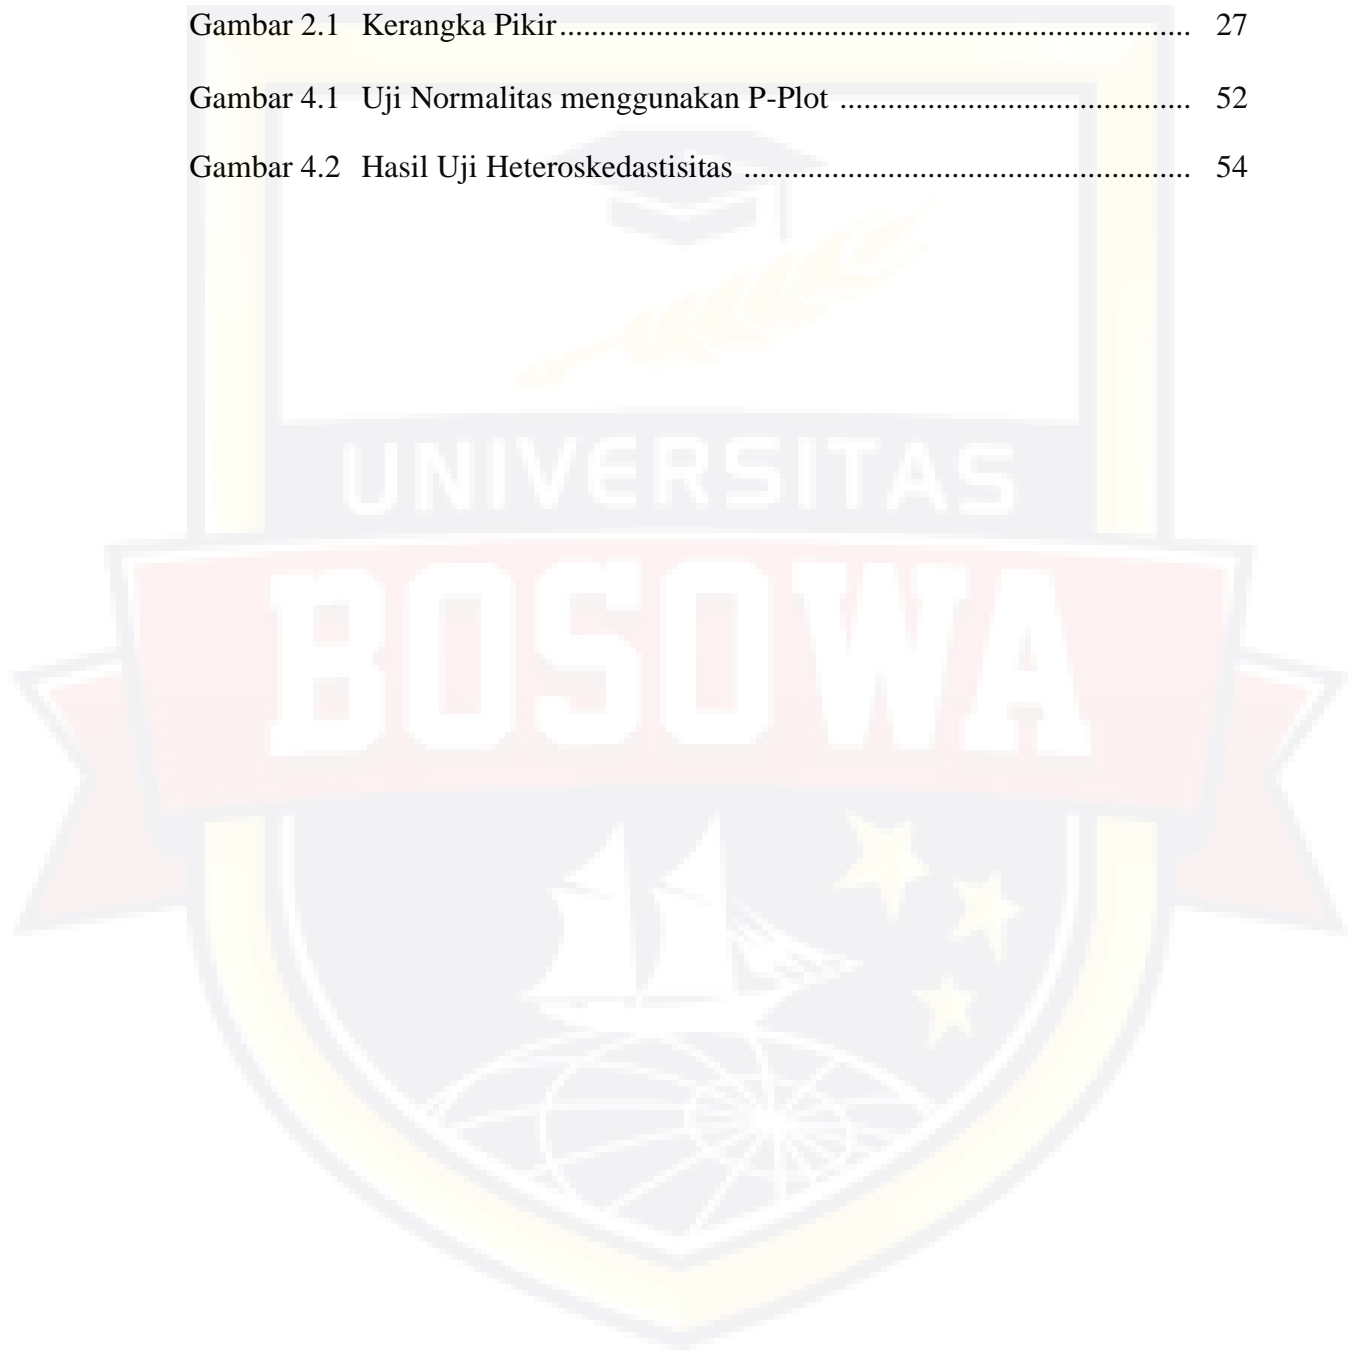 Gambar 2.1 Kerangka Pikir............................................................................... 27
Gambar 4.1 Uji Normalitas menggunakan P-Plot ............................................ 52
Gambar 4.2 Hasil Uji Heteroskedastisitas ........................................................ 54
UNIVERSITAS
BOSOWA